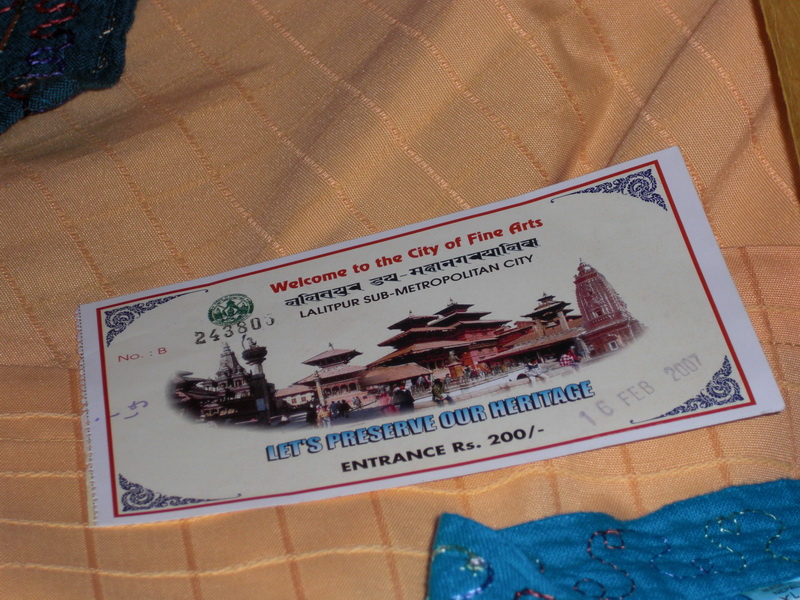 Welcome to the City of Fine Arts
LALITPUR SUB-METROPOLITAN CITY
No. : B
LET'S PRESERVE OUR HERITAGE
ENTRANCE Rs. 200/-
16 FEB 2007